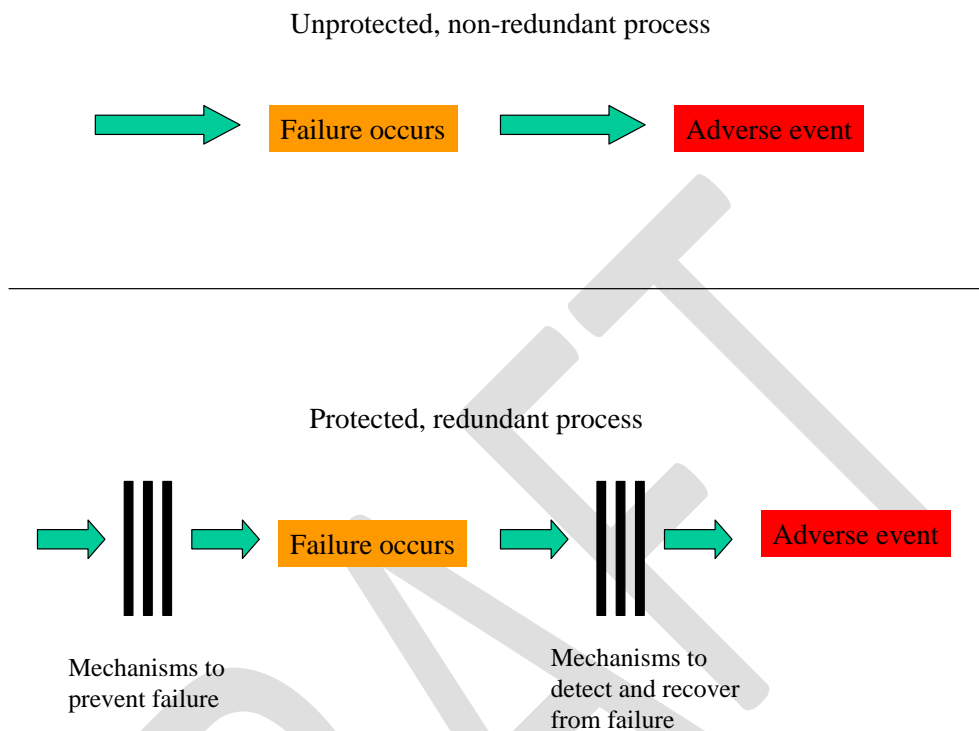 Unprotected, non-redundant process
Failure occurs
Adverse event
Protected, redundant process
Failure occurs
Adverse event
Mechanisms to
prevent failure
Mechanisms to
detect and recover
from failure
DRAFT